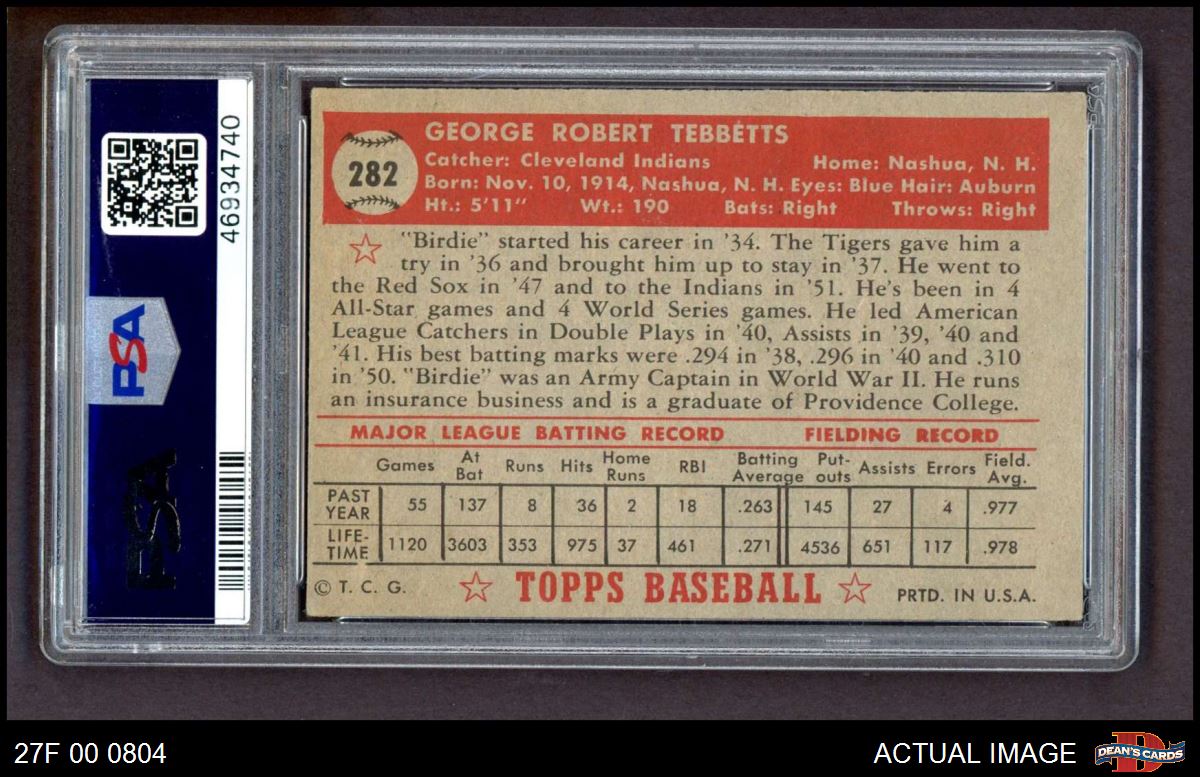 46934740
PSA
PSA
282
GEORGE ROBERT TEBBETTS
Catcher: Cleveland Indians Home: Nashua, N. H.
Born: Nov. 10, 1914, Nashua, N. H. Eyes: Blue Hair: Auburn
Ht.: 5'11" Wt.: 190 Bats: Right Throws: Right
"Birdie" started his career in '34. The Tigers gave him a
try in '36 and brought him up to stay in '37. He went to
the Red Sox in '47 and to the Indians in '51. He's been in 4
All-Star games and 4 World Series games. He led American
League Catchers in Double Plays in '40, Assists in '39, '40 and
'41. His best batting marks were .294 in '38, .296 in '40 and .310
in '50. "Birdie" was an Army Captain in World War II. He runs
an insurance business and is a graduate of Providence College.
MAJOR LEAGUE BATTING RECORD FIELDING RECORD
Games At Bat Runs Hits Home Runs RBI Batting Average Put-outs Assists Errors Field. Avg.
PAST YEAR 55 137 8 36 2 18 .263 145 27 4 .977
LIFE-TIME 1120 3603 353 975 37 461 .271 4536 651 117 .978
© T. C. G. TOPPS BASEBALL PRTD. IN U.S.A.
27F 00 0804 ACTUAL IMAGE DEAN'S CARDS